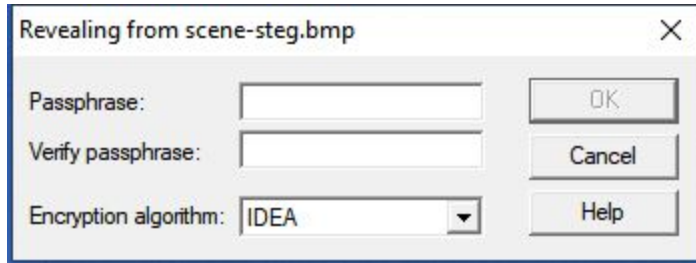 Revealing from scene-steg.bmp
Passphrase:
OK
Verify passphrase:
Cancel
Encryption algorithm: IDEA
Help